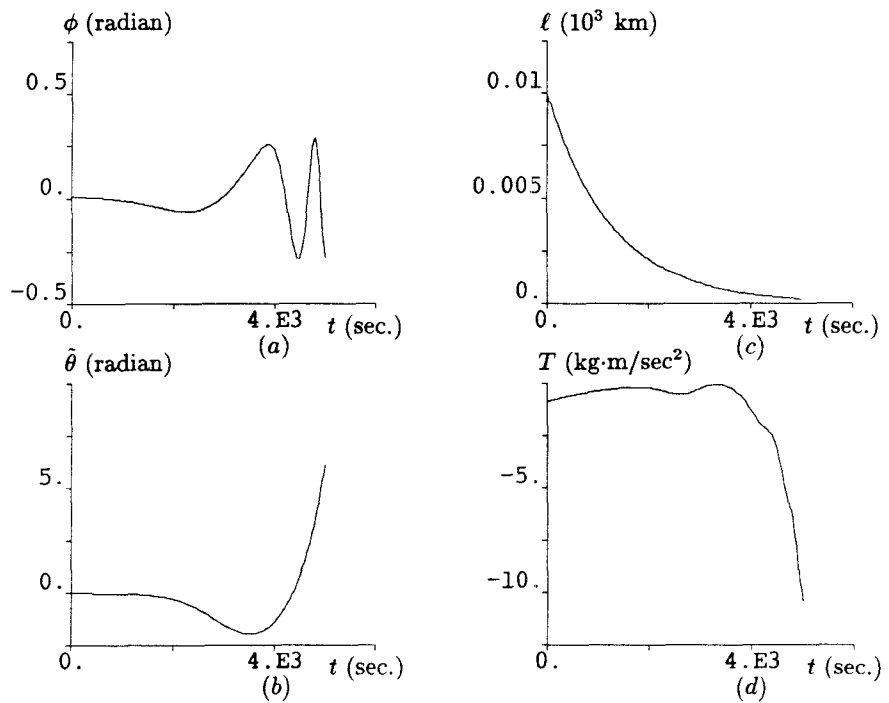 ϕ (radian)
0.5
0.
−0.5
0.
4.E3
t (sec.)
(a)
ℓ (10³ km)
0.01
0.005
0.
0.
4.E3
t (sec.)
(c)
θ̃ (radian)
5.
0.
0.
4.E3
t (sec.)
(b)
T (kg·m/sec²)
−5.
−10.
0.
4.E3
t (sec.)
(d)